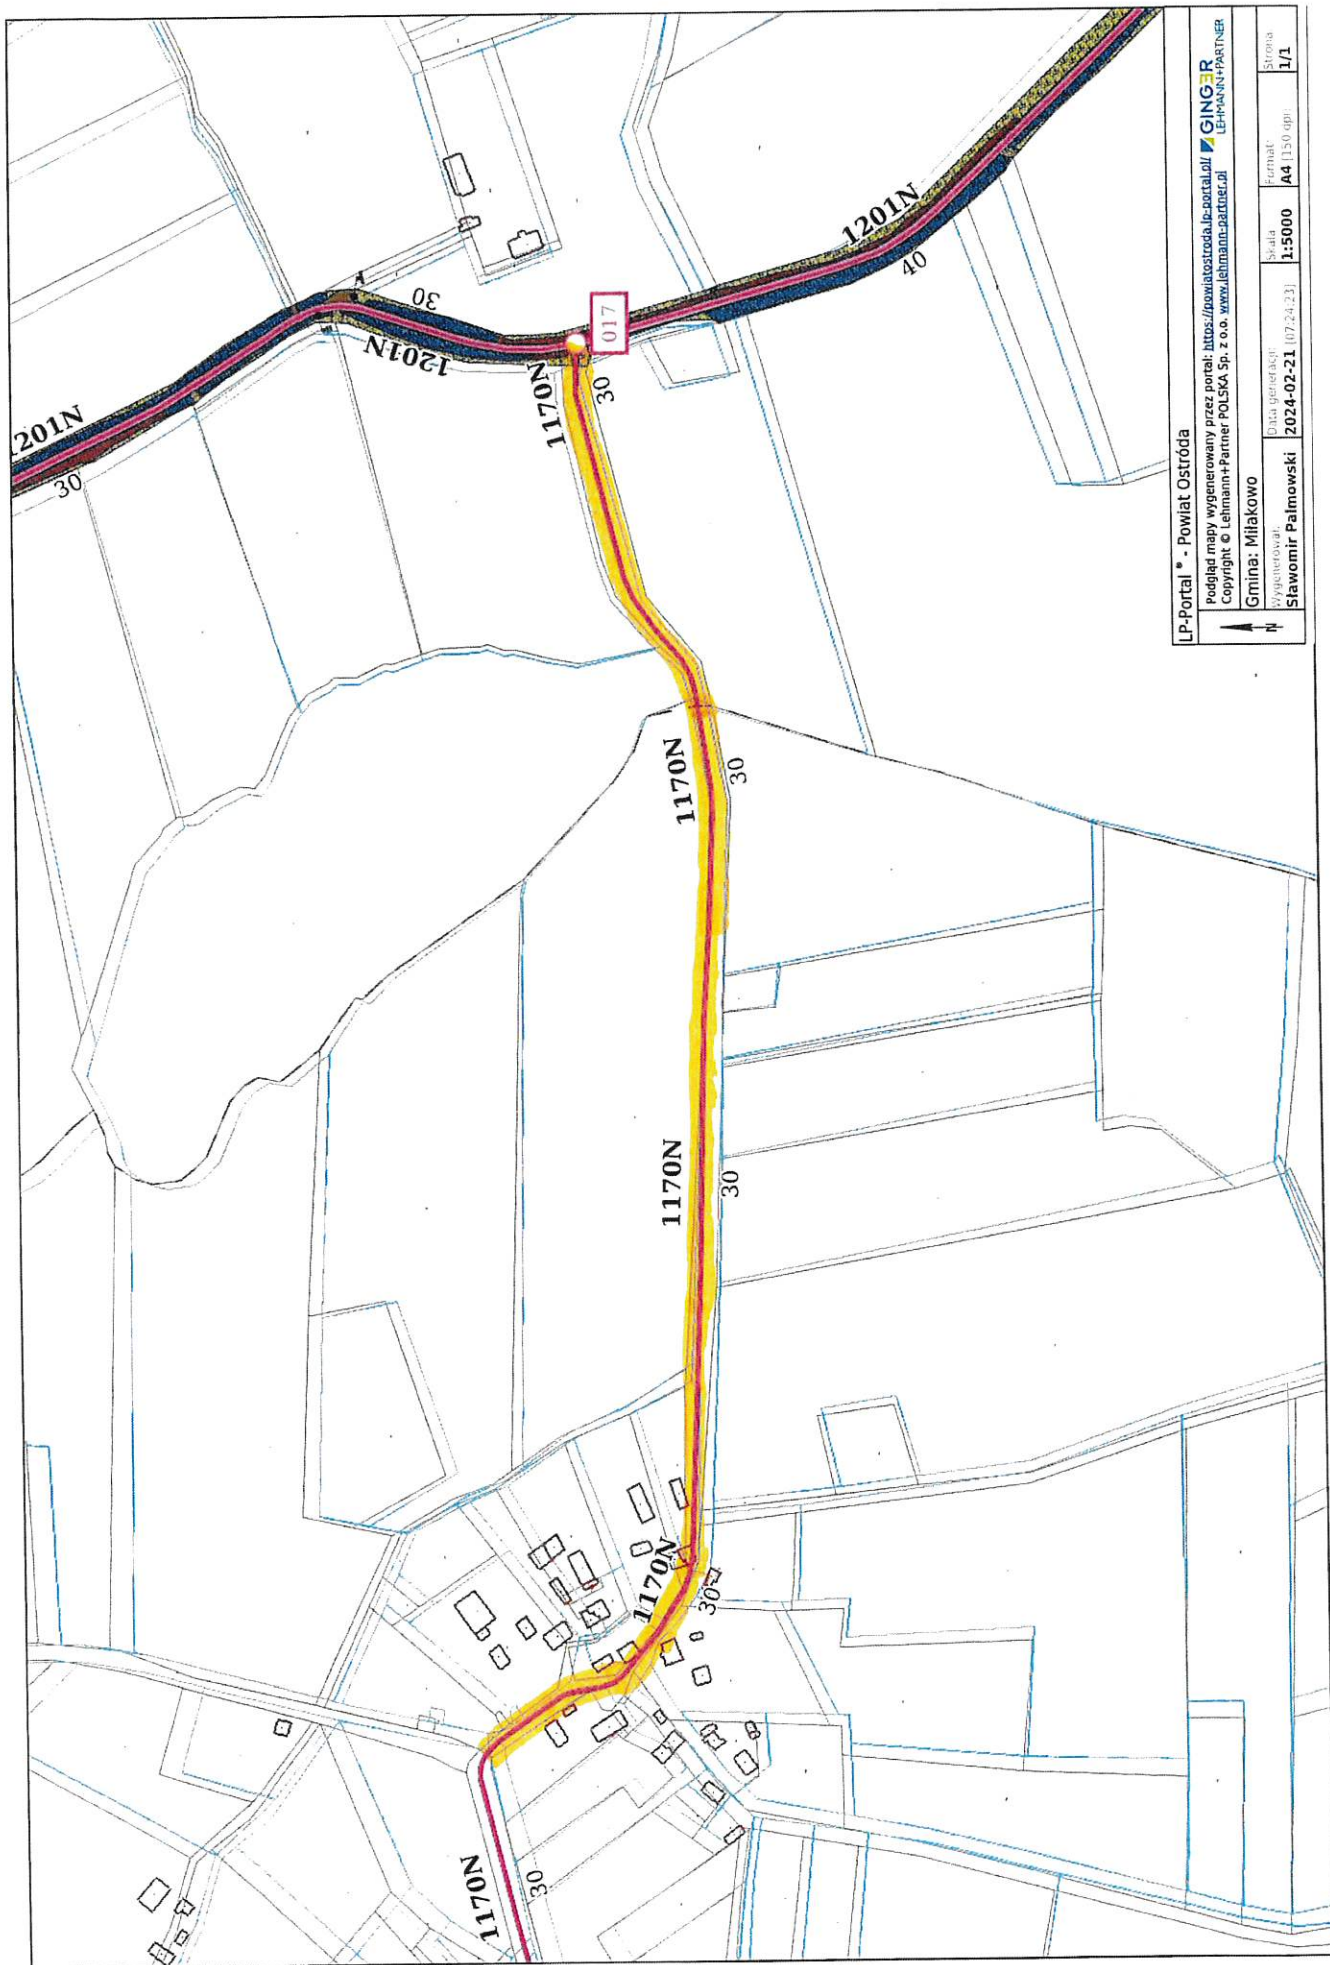 1201N
30
1201N
30
1170N
30
017
1201N
40
1170N
30
1170N
30
1170N
30
1170N
30
LP-Portal ® - Powiat Ostróda
Podgląd mapy wygenerowany przez portal: https://powiatostroda.lp-portal.pl/
Copyright © Lehmann+Partner POLSKA Sp. z o.o. www.lehmann-partner.pl
GINGER
LEHMANN+PARTNER
N
Gmina: Miłakowo
Wygenerował:
Sławomir Palmowski
Data generacji:
2024-02-21 [07:24:23]
Skala
1:5000
Format:
A4 [150 dpi]
Strona
1/1